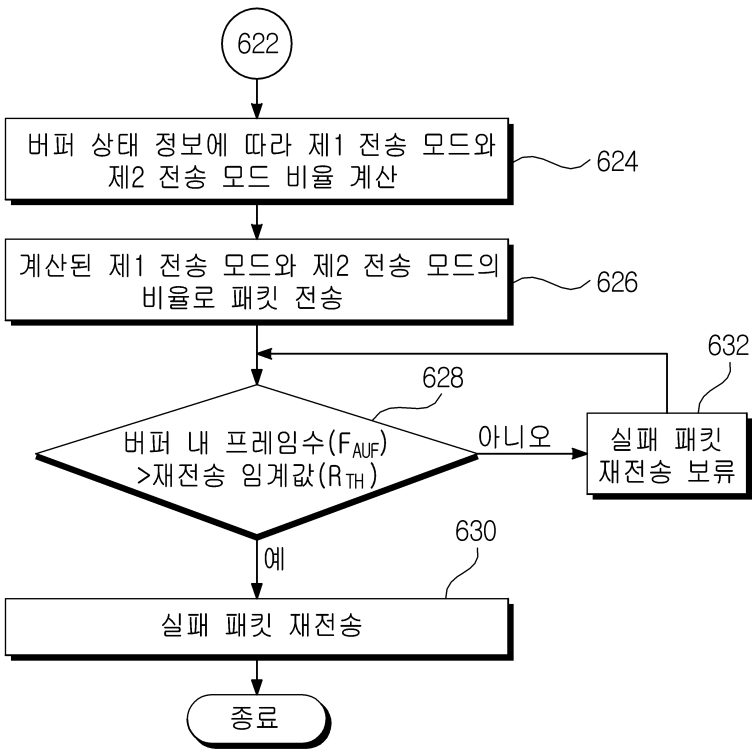 622
버퍼 상태 정보에 따라 제1 전송 모드와
제2 전송 모드 비율 계산
624
계산된 제1 전송 모드와 제2 전송 모드의
비율로 패킷 전송
626
632
628
버퍼 내 프레임수(FAUF)
>재전송 임계값(RTH)
아니오
실패 패킷
재전송 보류
예
630
실패 패킷 재전송
종료